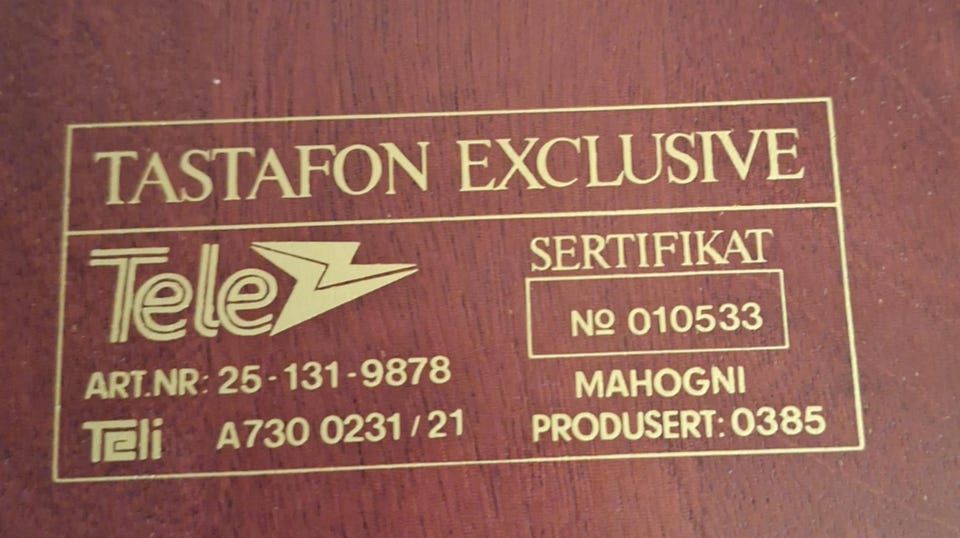 TASTAFON EXCLUSIVE
Tele
ART.NR: 25-131-9878
Teli A730 0231/21
SERTIFIKAT
Nº 010533
MAHOGNI
PRODUSERT: 0385